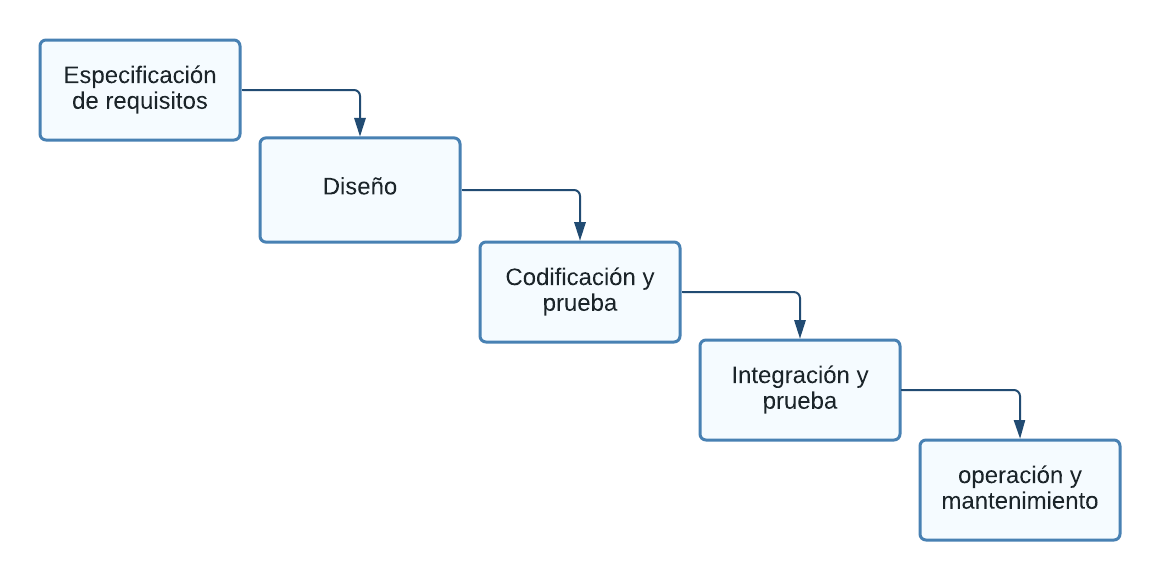 Especificación
de requisitos
Diseño
Codificación y
prueba
Integración y
prueba
operación y
mantenimiento